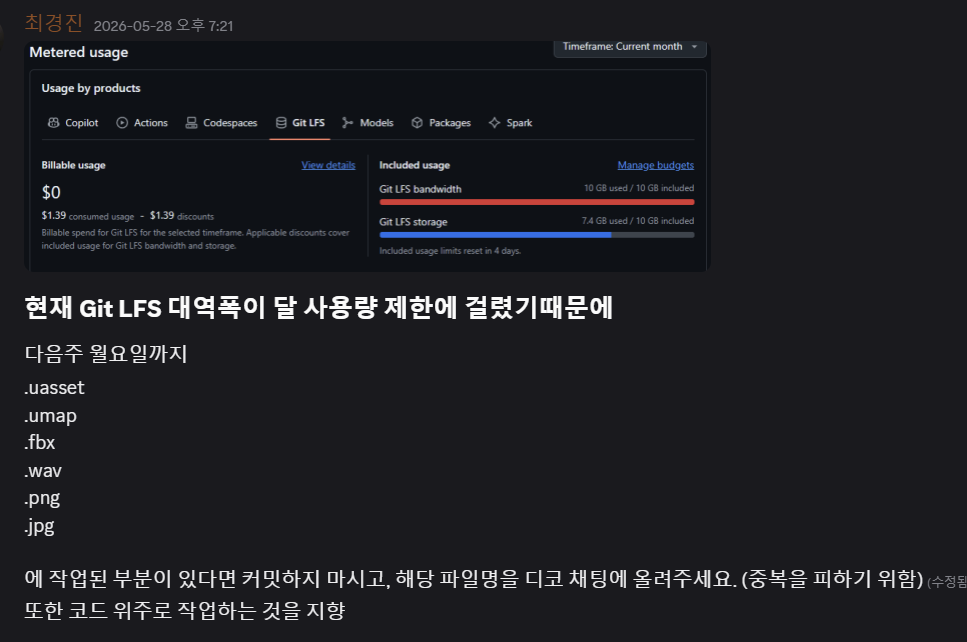 최경진 2026-05-28 오후 7:21
Metered usage
Timeframe: Current month
Usage by products
Copilot Actions Codespaces Git LFS Models Packages Spark
Billable usage View details
$0
$1.39 consumed usage - $1.39 discounts
Billable spend for Git LFS for the selected timeframe. Applicable discounts cover
included usage for Git LFS bandwidth and storage.
Included usage Manage budgets
Git LFS bandwidth 10 GB used / 10 GB included
Git LFS storage 7.4 GB used / 10 GB included
Included usage limits reset in 4 days.
현재 Git LFS 대역폭이 달 사용량 제한에 걸렸기때문에
다음주 월요일까지
.uasset
.umap
.fbx
.wav
.png
.jpg
에 작업된 부분이 있다면 커밋하지 마시고, 해당 파일명을 디코 채팅에 올려주세요. (중복을 피하기 위함) (수정됨
또한 코드 위주로 작업하는 것을 지향